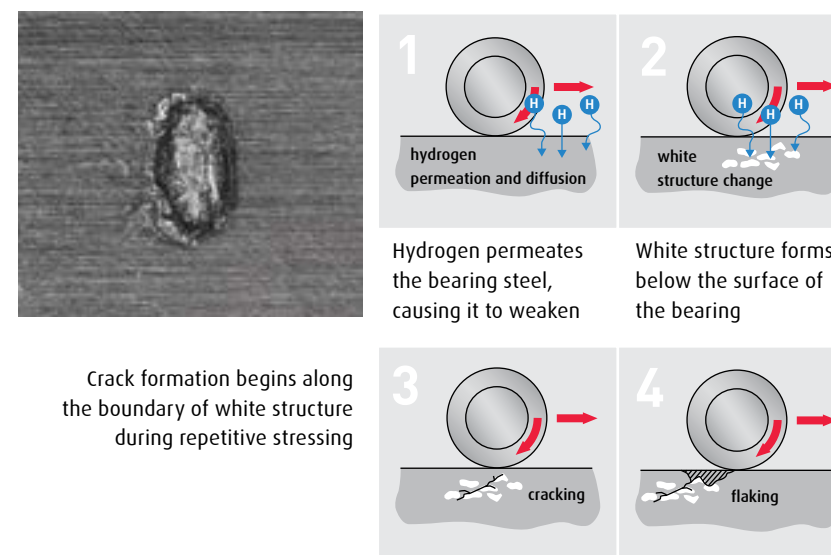 1
H
H
H
hydrogen
permeation and diffusion
2
H
H
H
white
structure change
Hydrogen permeates
the bearing steel,
causing it to weaken
White structure forms
below the surface of
the bearing
Crack formation begins along
the boundary of white structure
during repetitive stressing
3
cracking
4
flaking